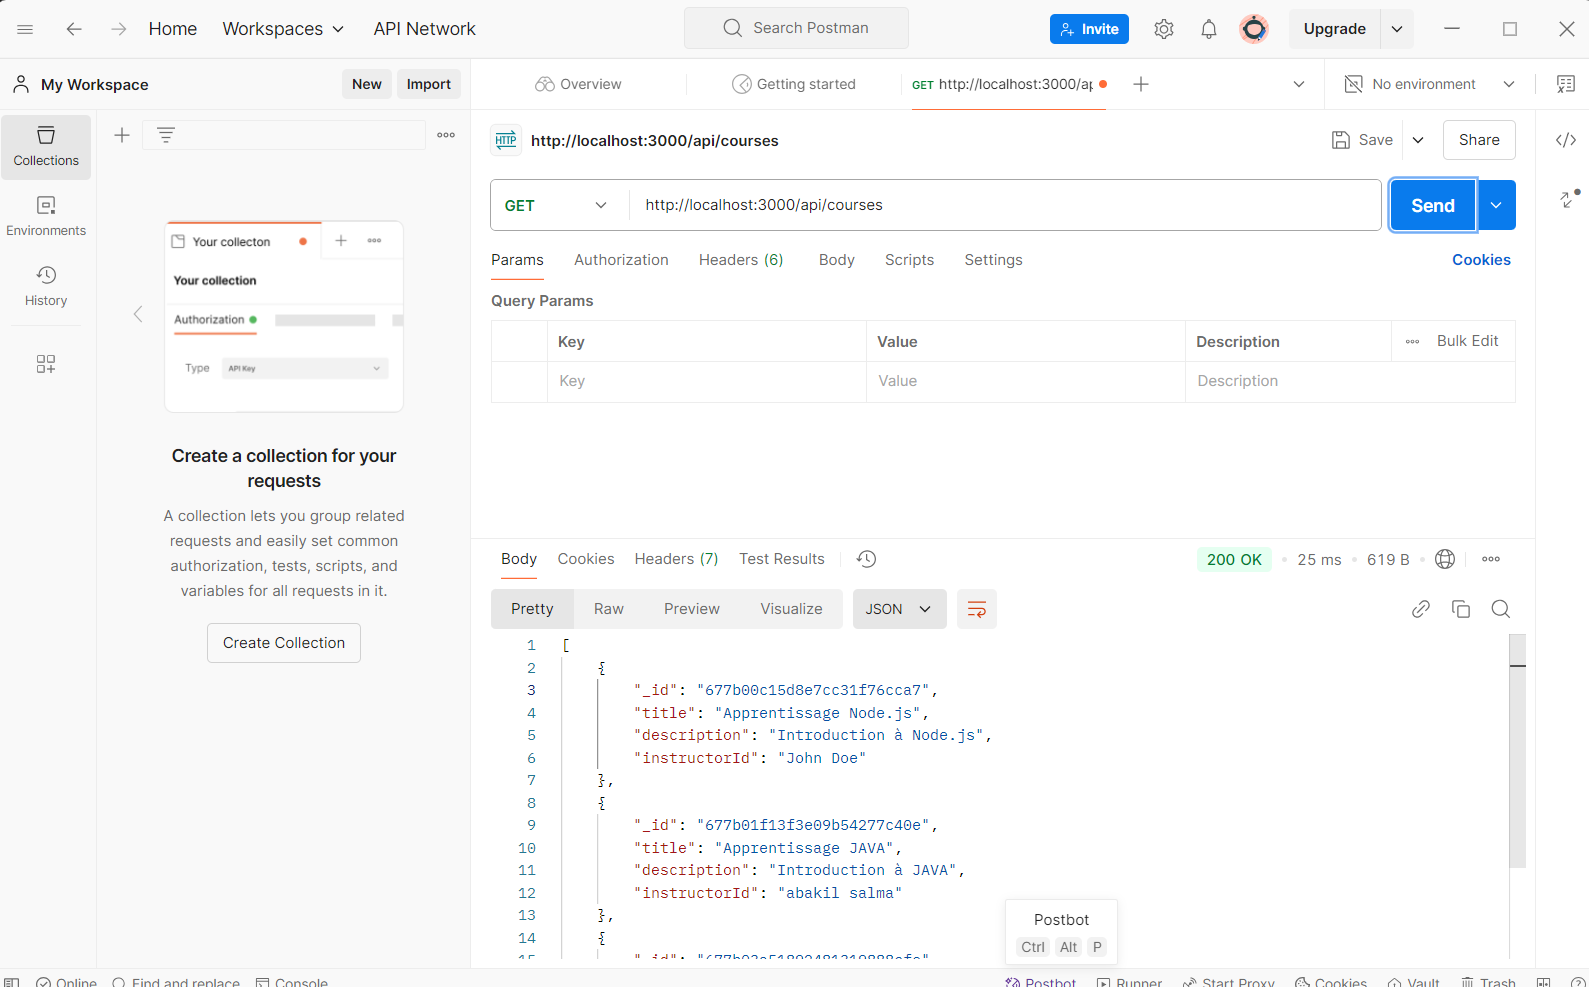 Home Workspaces API Network Search Postman Invite Upgrade
My Workspace New Import Overview Getting started GET http://localhost:3000/ap No environment
Collections
Environments
History
Your collecton
Your collection
Authorization
Type API Key
Create a collection for your
requests
A collection lets you group related
requests and easily set common
authorization, tests, scripts, and
variables for all requests in it.
Create Collection
HTTP http://localhost:3000/api/courses Save Share
GET http://localhost:3000/api/courses Send
Params Authorization Headers (6) Body Scripts Settings Cookies
Query Params
Key Value Description Bulk Edit
Key Value Description
Body Cookies Headers (7) Test Results 200 OK 25 ms 619 B
Pretty Raw Preview Visualize JSON
1 [
2 {
3 "_id": "677b00c15d8e7cc31f76cca7",
4 "title": "Apprentissage Node.js",
5 "description": "Introduction à Node.js",
6 "instructorId": "John Doe"
7 },
8 {
9 "_id": "677b01f13f3e09b54277c40e",
10 "title": "Apprentissage JAVA",
11 "description": "Introduction à JAVA",
12 "instructorId": "abakil salma"
13 },
14 {
15 "_id":
Postbot
Ctrl Alt P
Online Find and replace Console Postbot Runner Start Proxy Cookies Vault Trash